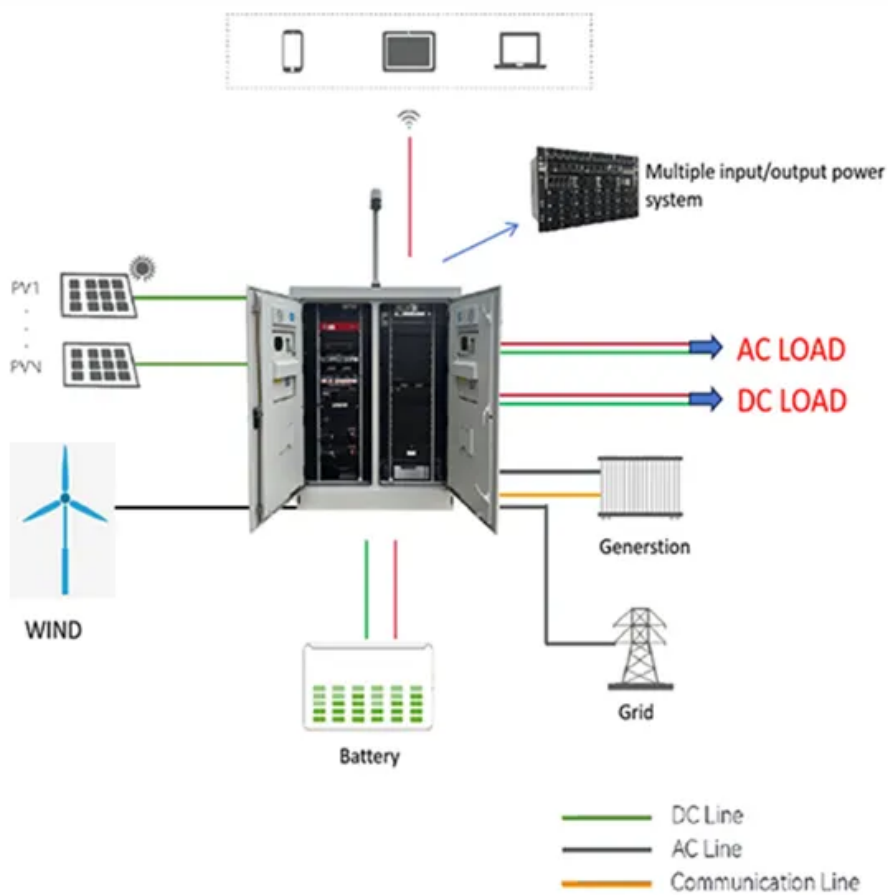 Multiple input/output power
system
PV1
PVN
AC LOAD
DC LOAD
WIND
Generstion
Battery
Grid
DC Line
AC Line
Communication Line